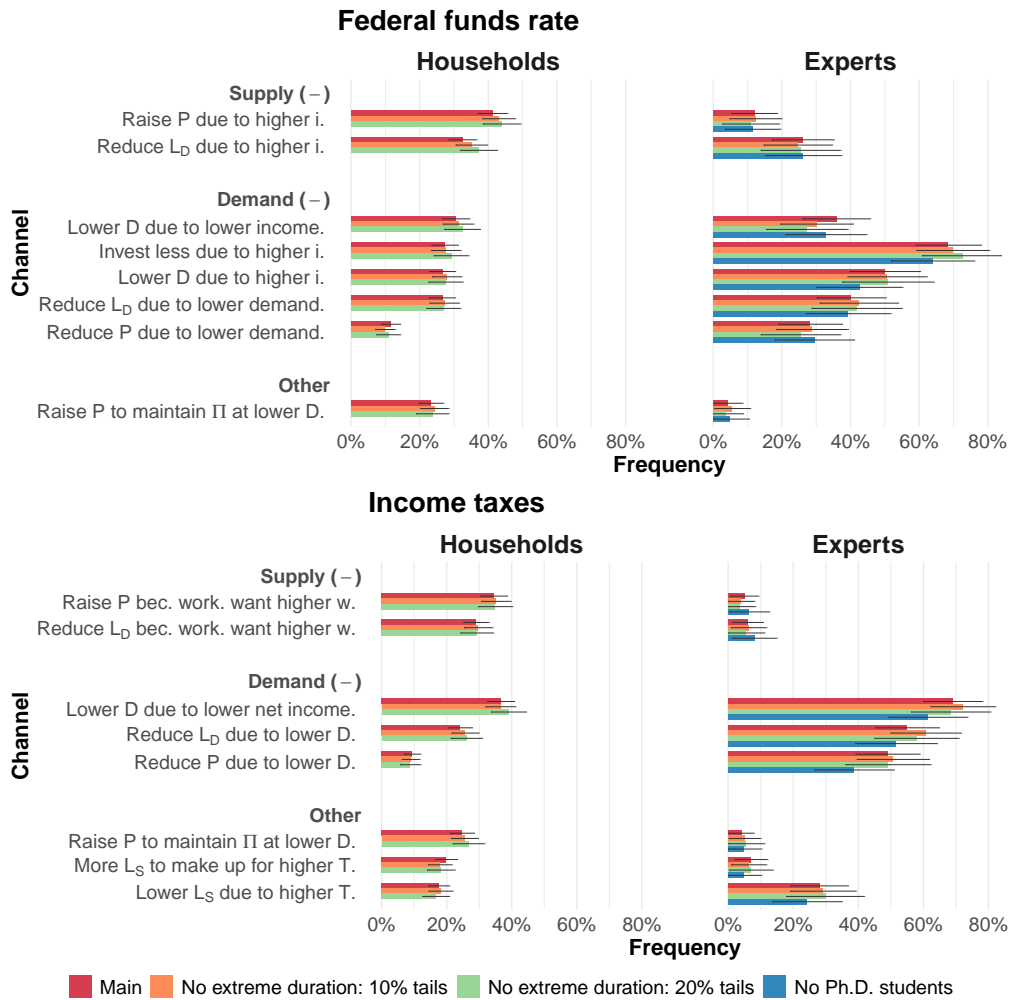 Federal funds rate
Households Experts
Supply (−)
Raise P due to higher i.
Reduce L_D due to higher i.
Demand (−)
Lower D due to lower income.
Invest less due to higher i.
Lower D due to higher i.
Reduce L_D due to lower demand.
Reduce P due to lower demand.
Other
Raise P to maintain Π at lower D.
Channel
0% 20% 40% 60% 80% 0% 20% 40% 60% 80%
Frequency
Income taxes
Households Experts
Supply (−)
Raise P bec. work. want higher w.
Reduce L_D bec. work. want higher w.
Demand (−)
Lower D due to lower net income.
Reduce L_D due to lower D.
Reduce P due to lower D.
Other
Raise P to maintain Π at lower D.
More L_S to make up for higher T.
Lower L_S due to higher T.
Channel
0% 20% 40% 60% 80% 0% 20% 40% 60% 80%
Frequency
Main No extreme duration: 10% tails No extreme duration: 20% tails No Ph.D. students